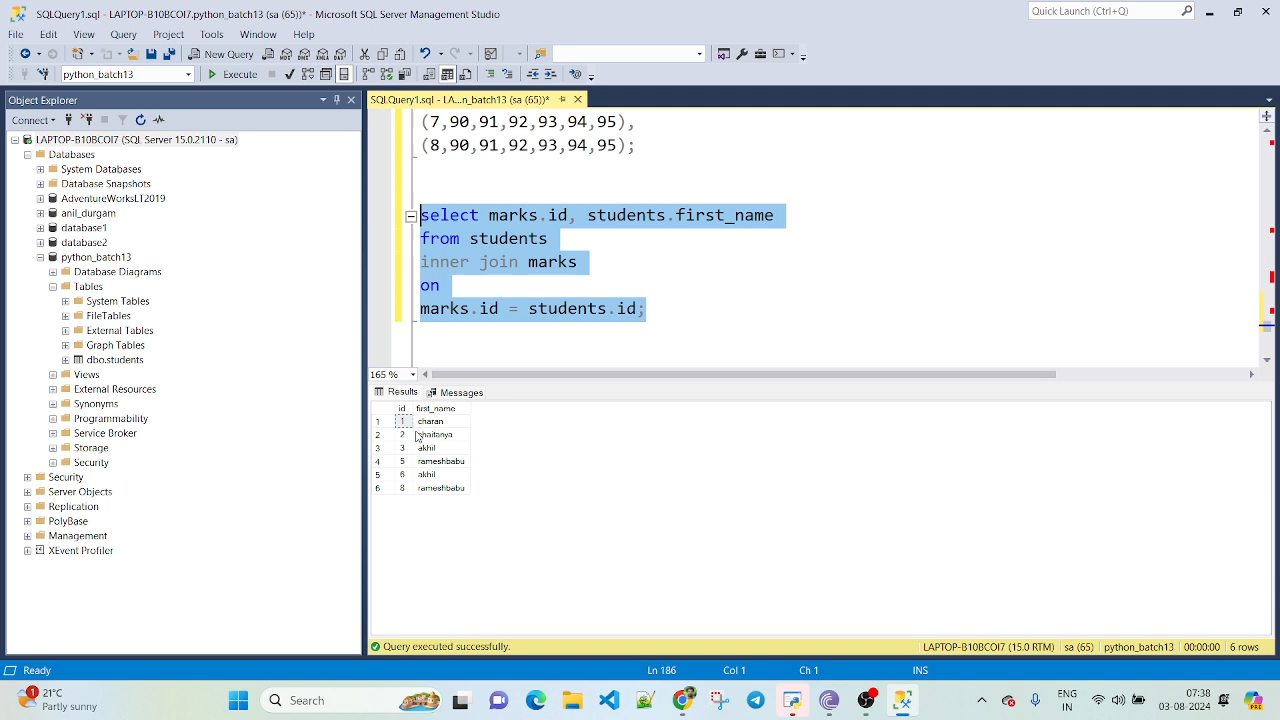 SQLQuery1.sql - LAPTOP-B10BCOI7.python_batch13 (sa (65))* - Microsoft SQL Server Management Studio
Quick Launch (Ctrl+Q)
File Edit View Query Project Tools Window Help
New Query
python_batch13 Execute
Object Explorer
SQLQuery1.sql - LA...n_batch13 (sa (65))*
Connect
LAPTOP-B10BCOI7 (SQL Server 15.0.2110 - sa)
Databases
System Databases
Database Snapshots
AdventureWorksLT2019
anil_durgam
database1
database2
python_batch13
Database Diagrams
Tables
System Tables
FileTables
External Tables
Graph Tables
dbo.students
Views
External Resources
Synonyms
Programmability
Service Broker
Storage
Security
Security
Server Objects
Replication
PolyBase
Management
XEvent Profiler
(7,90,91,92,93,94,95),
(8,90,91,92,93,94,95);
select marks.id, students.first_name
from students
inner join marks
on
marks.id = students.id;
165 %
Results Messages
id first_name
1 1 charan
2 2 chaitanya
3 3 akhil
4 5 rameshbabu
5 6 akhil
6 8 rameshbabu
Query executed successfully. LAPTOP-B10BCOI7 (15.0 RTM) sa (65) python_batch13 00:00:00 6 rows
Ready Ln 186 Col 1 Ch 1 INS
1 21°C
Partly sunny
Search
ENG
IN
07:38
03-08-2024
PRE